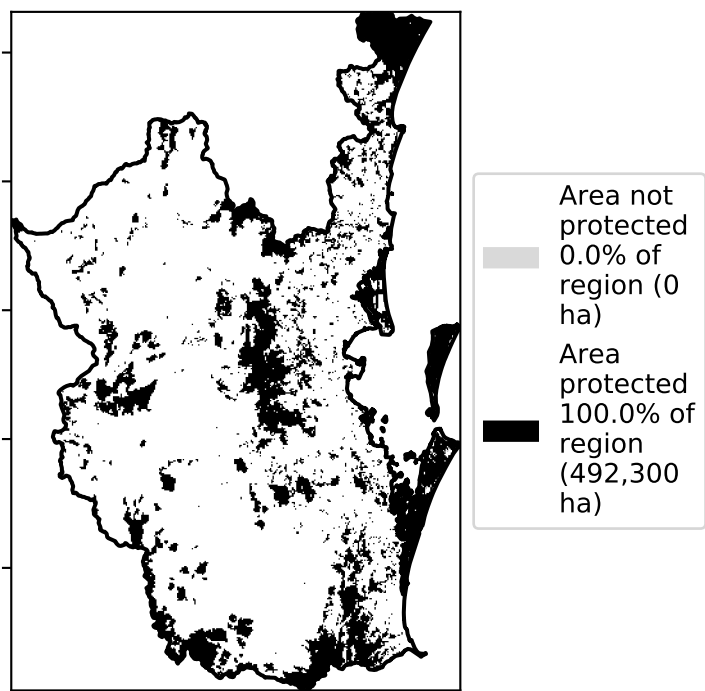 Area not
protected
0.0% of
region (0
ha)
Area
protected
100.0% of
region
(492,300
ha)